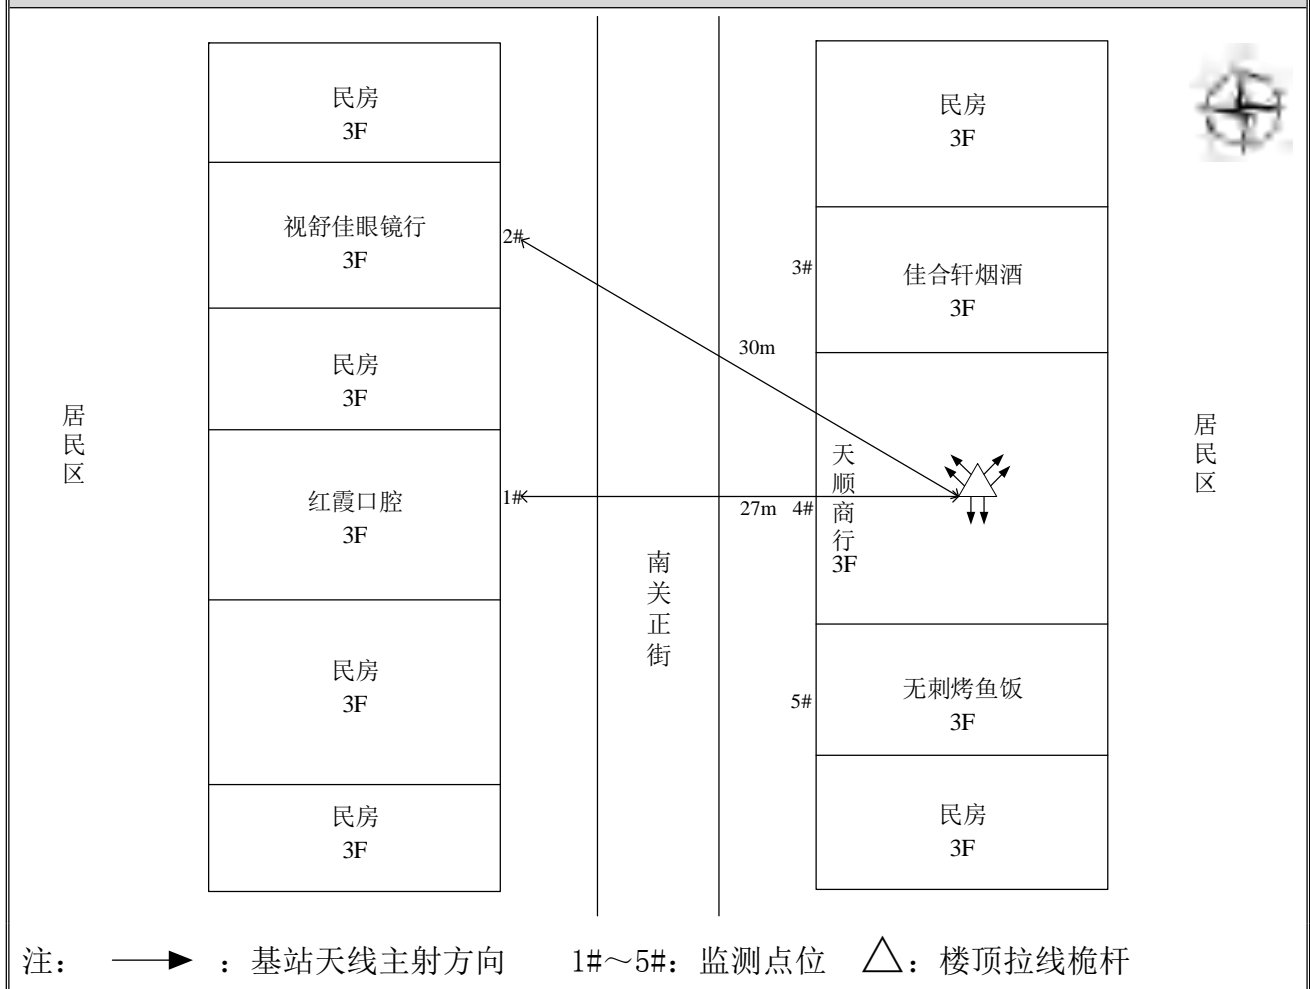 民房
3F
视舒佳眼镜行
3F
2#
民房
3F
红霞口腔
3F
1#
民房
3F
民房
3F
居民区
南关正街
30m
27m
民房
3F
3#
佳合轩烟酒
3F
天顺商行
3F
4#
5#
无刺烤鱼饭
3F
民房
3F
居民区
注： ：基站天线主射方向 1#～5#：监测点位 ：楼顶拉线桅杆